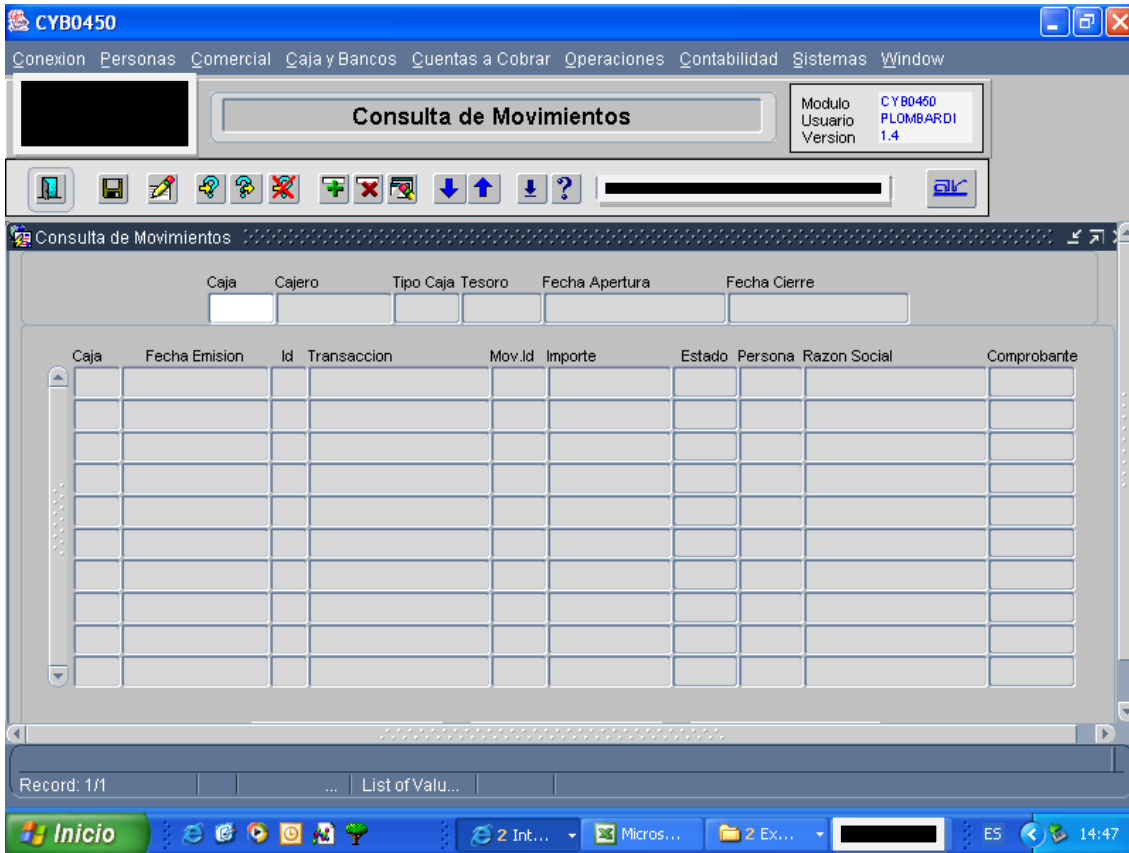 CYB0450
Conexion Personas Comercial Caja y Bancos Cuentas a Cobrar Operaciones Contabilidad Sistemas Window
Consulta de Movimientos
Modulo CYB0450
Usuario PLOMBARDI
Version 1.4
Consulta de Movimientos
Caja Cajero Tipo Caja Tesoro Fecha Apertura Fecha Cierre
Caja Fecha Emision Id Transaccion Mov.Id Importe Estado Persona Razon Social Comprobante
Record: 1/1 ... List of Valu...
Inicio 2 Int... Micros... 2 Ex... ES 14:47